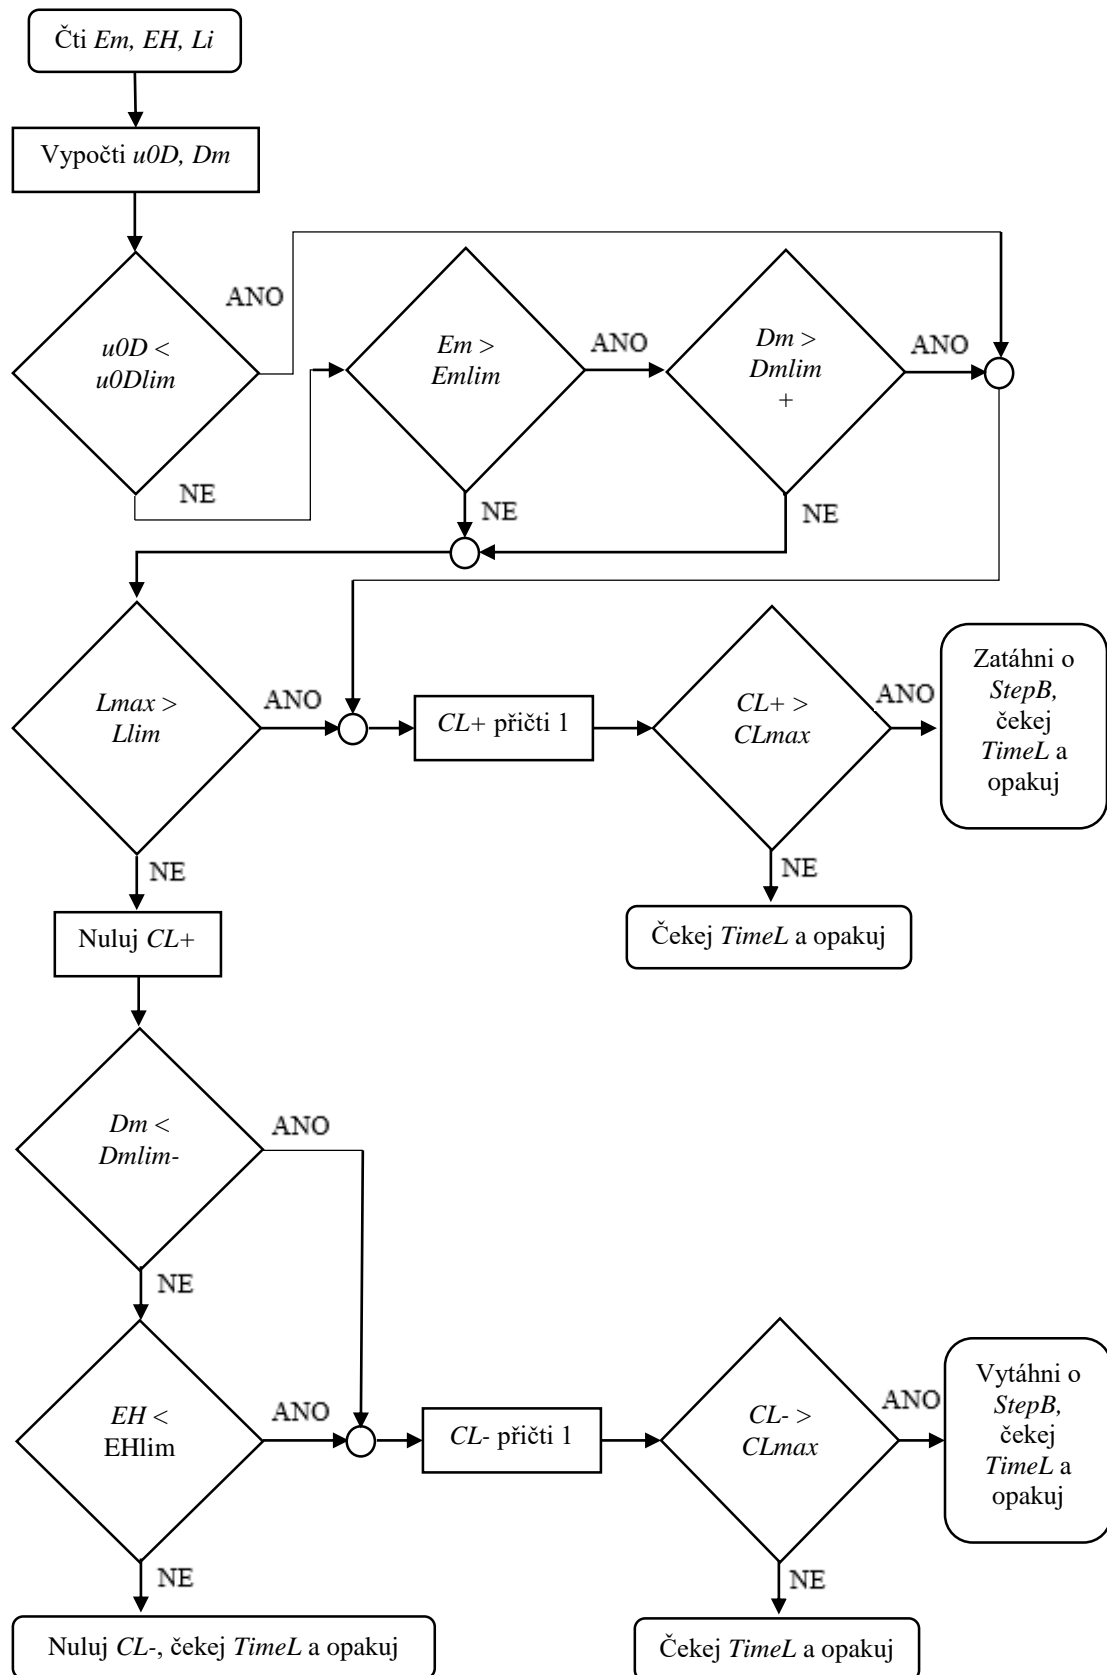 Čti Em, EH, Li
Vypočti u0D, Dm
u0D <
u0Dlim
ANO
NE
Em >
Emlim
ANO
NE
Dm >
Dmlim
+
ANO
NE
Lmax >
Llim
ANO
NE
CL+ přičti 1
CL+ >
CLmax
ANO
NE
Zatáhni o
StepB,
čekej
TimeL a
opakuj
Čekej TimeL a opakuj
Nuluj CL+
Dm <
Dmlim-
ANO
NE
EH <
EHlim
ANO
NE
CL- přičti 1
CL- >
CLmax
ANO
NE
Vytáhni o
StepB,
čekej
TimeL a
opakuj
Nuluj CL-, čekej TimeL a opakuj
Čekej TimeL a opakuj